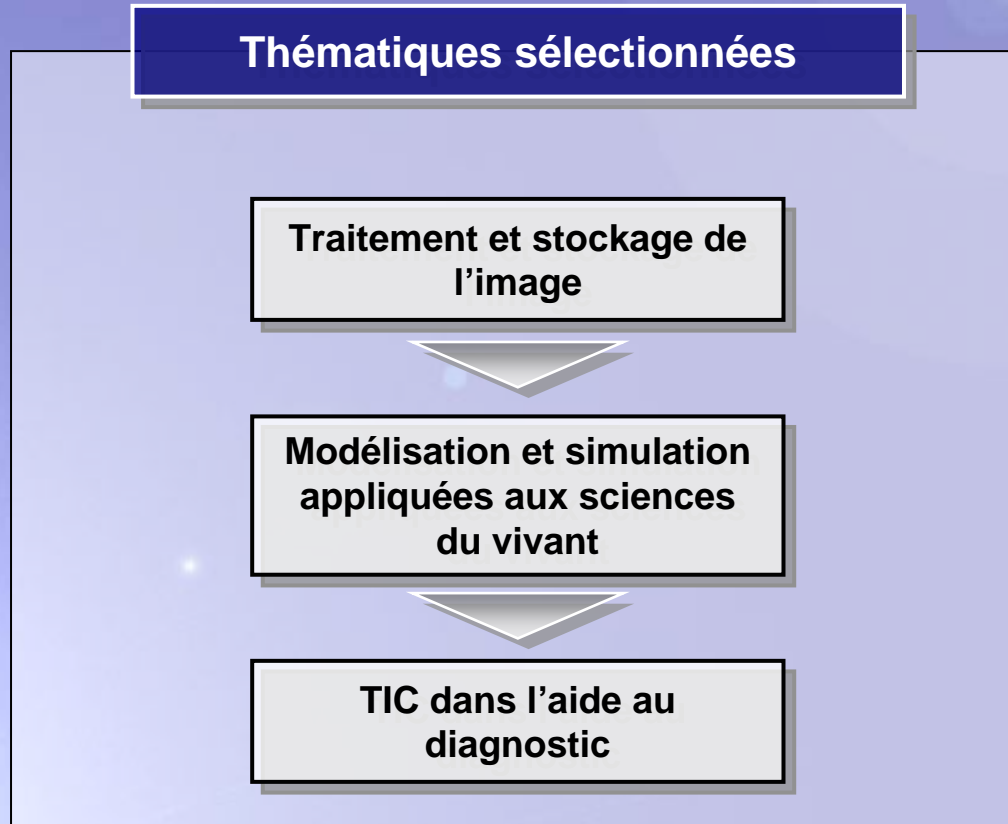 Thématiques sélectionnées
Traitement et stockage de
l’image
Modélisation et simulation
appliquées aux sciences
du vivant
TIC dans l’aide au
diagnostic